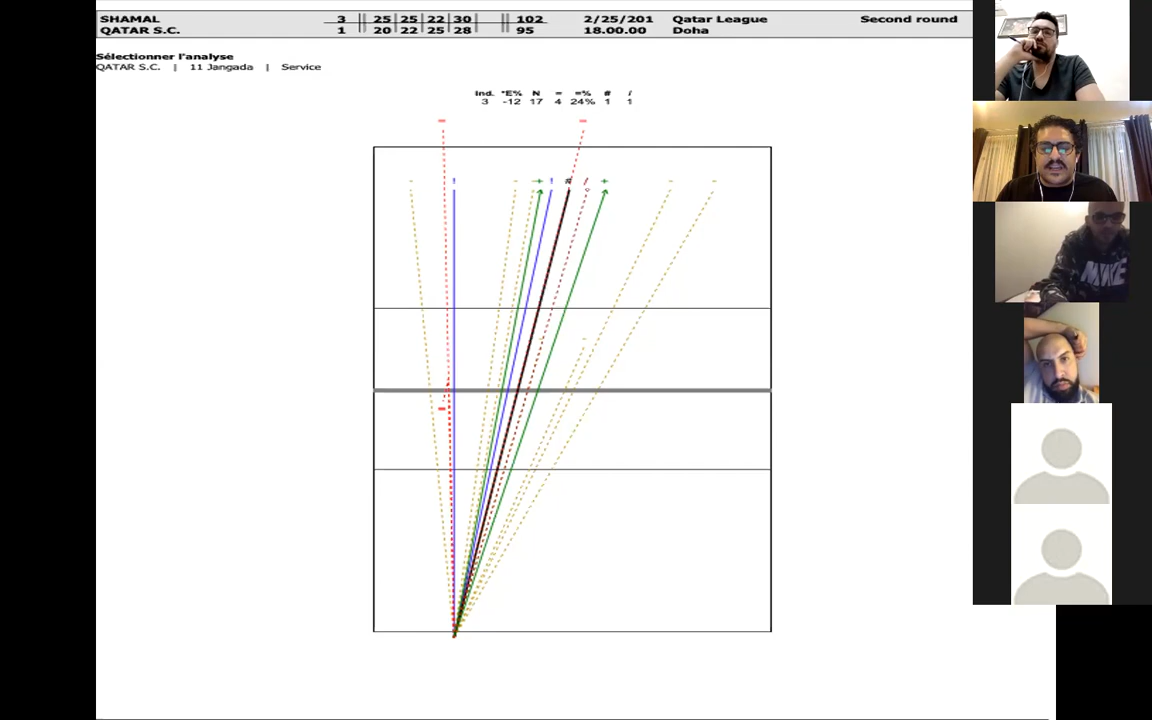 SHAMAL 3 25 25 22 30 102 2/25/201 Qatar League Second round
QATAR S.C. 1 20 22 25 28 95 18.00.00 Doha
Sélectionner l'analyse
QATAR S.C. | 11 Jangada | Service
Ind. *E% N = =% # /
3 -12 17 4 24% 1 1